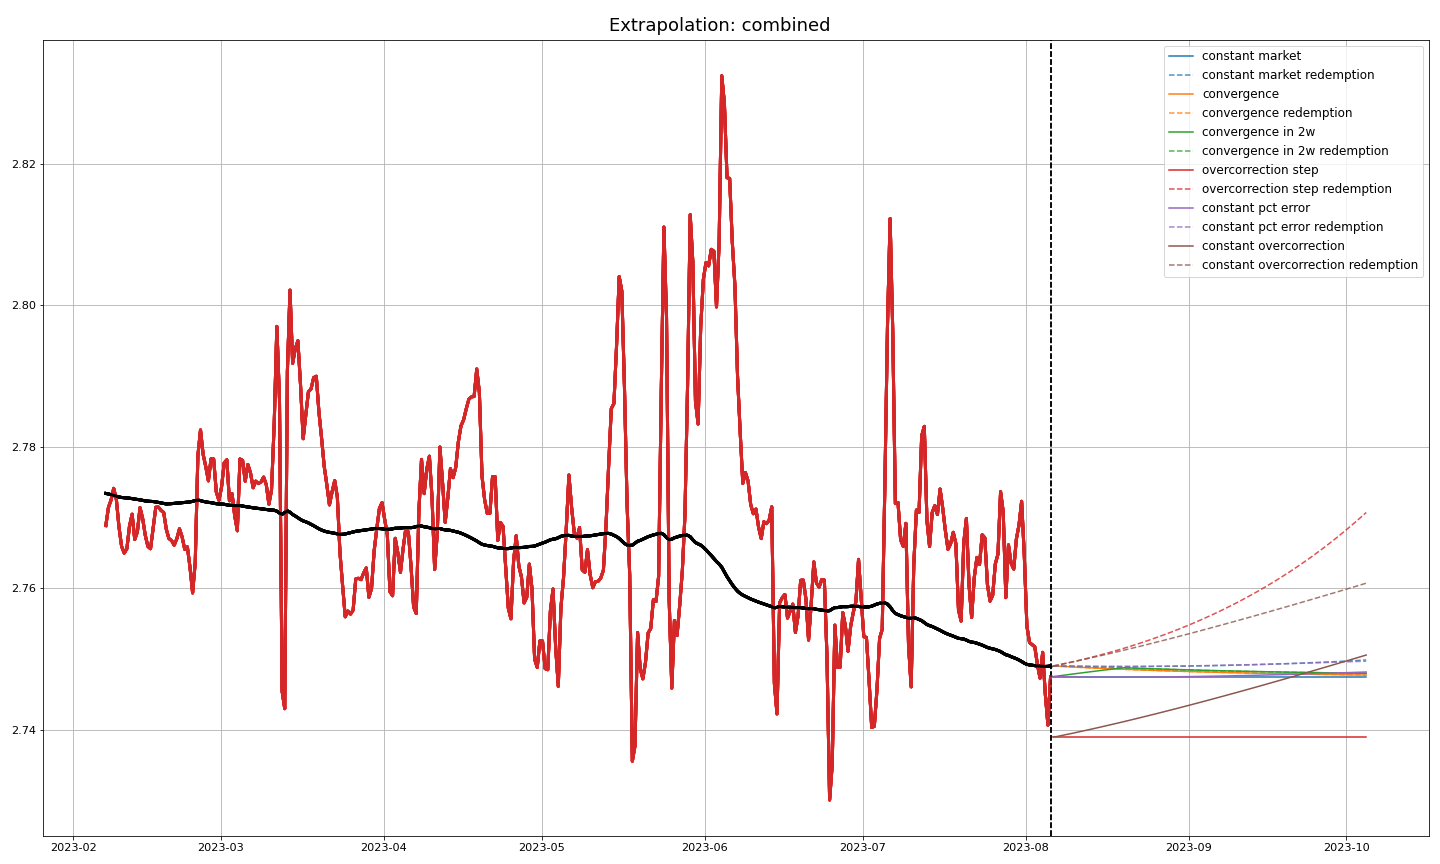 Extrapolation: combined
constant market
constant market redemption
convergence
convergence redemption
convergence in 2w
convergence in 2w redemption
overcorrection step
overcorrection step redemption
constant pct error
constant pct error redemption
constant overcorrection
constant overcorrection redemption
2.82
2.80
2.78
2.76
2.74
2023-02 2023-03 2023-04 2023-05 2023-06 2023-07 2023-08 2023-09 2023-10